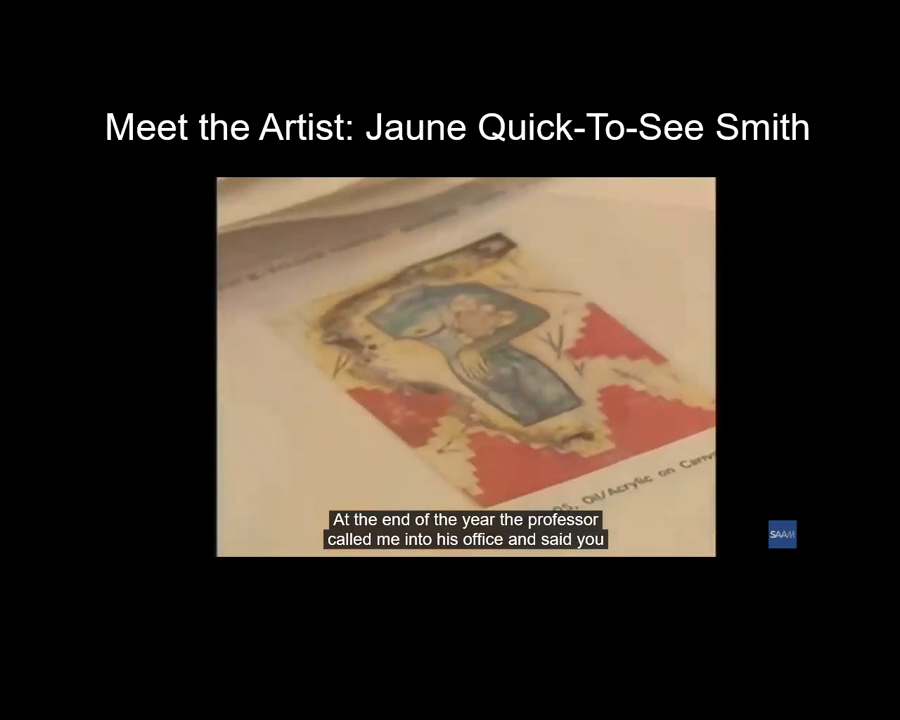 Meet the Artist: Jaune Quick-To-See Smith
Oil/Acrylic on
At the end of the year the professor
called me into his office and said you
SAAM